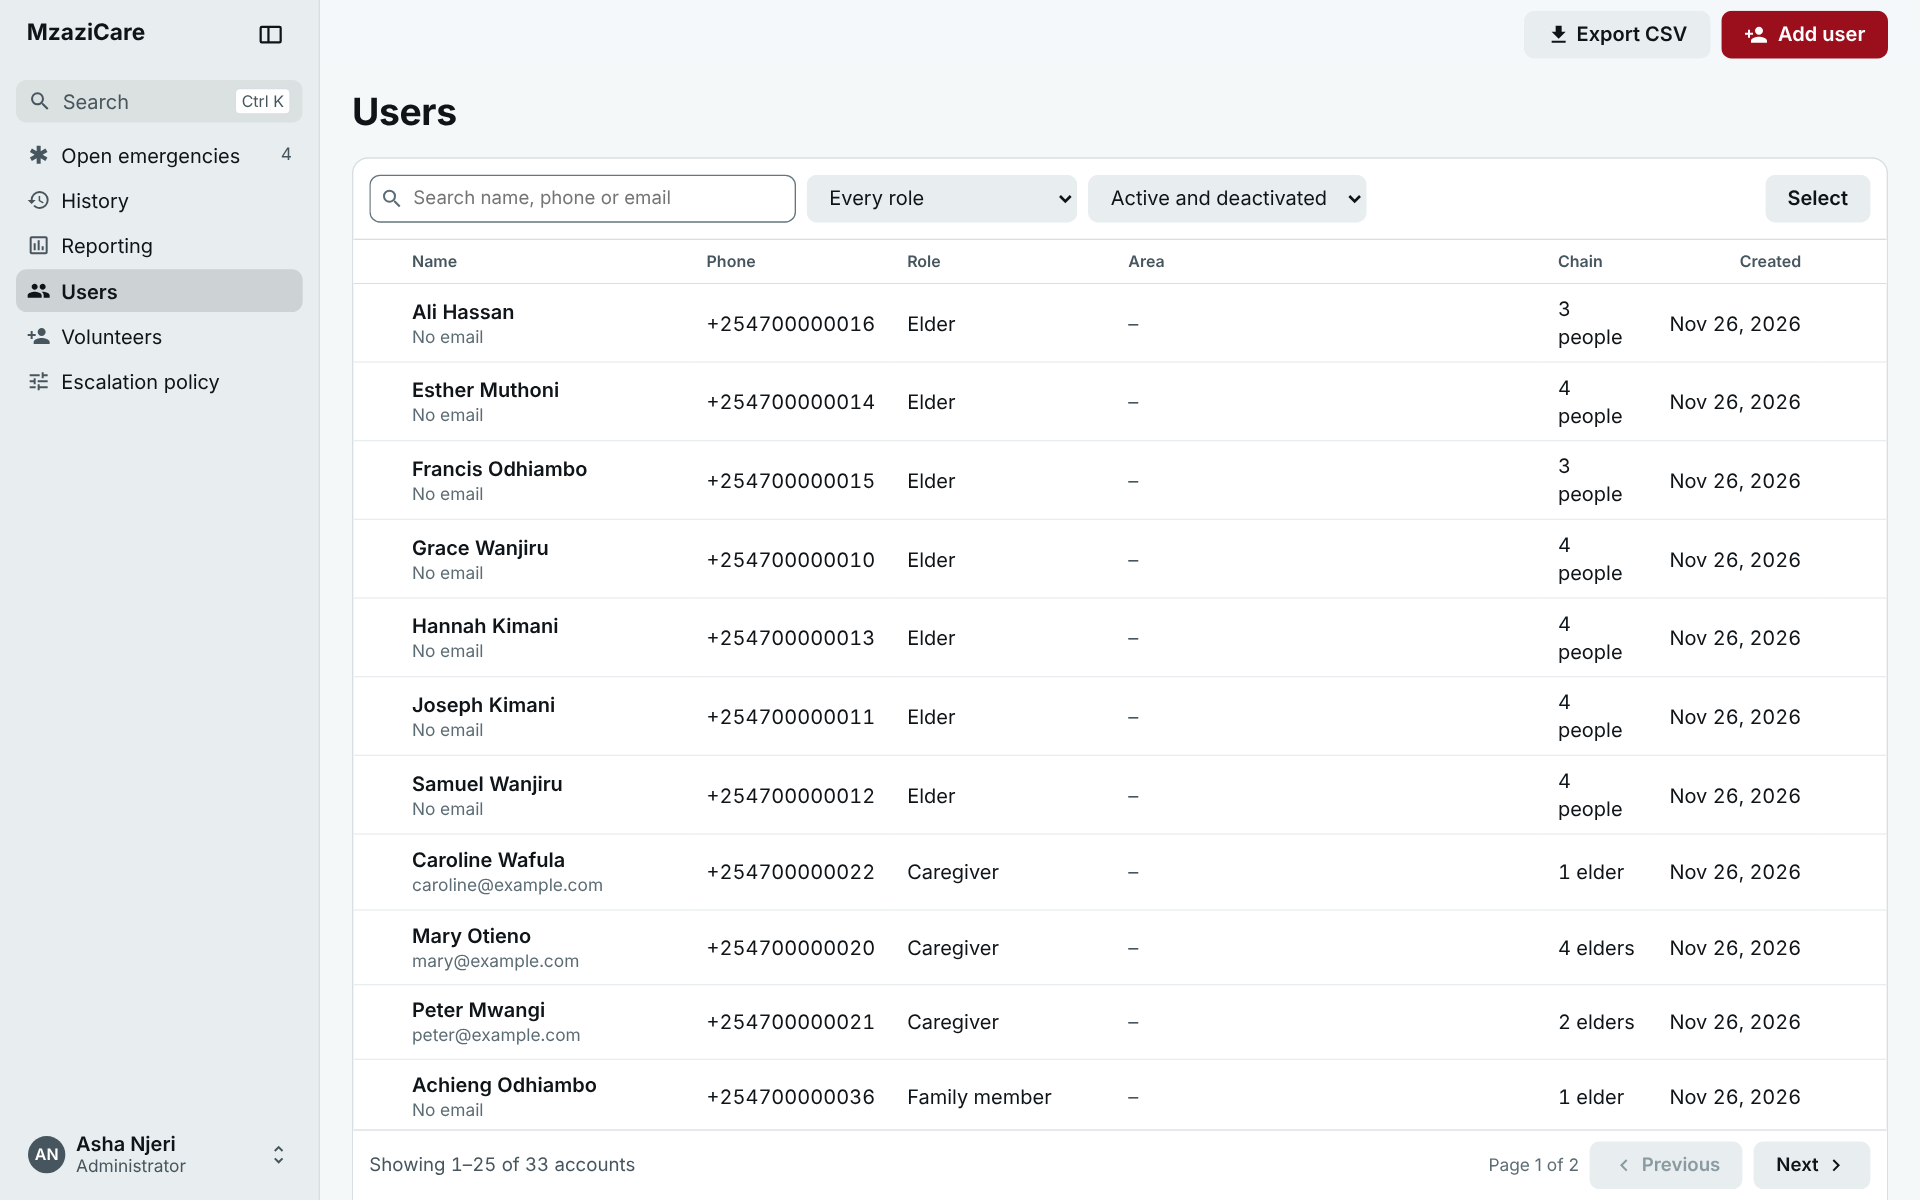 MzaziCare
Search
Ctrl K
Open emergencies
4
History
Reporting
Users
Volunteers
Escalation policy
AN
Asha Njeri
Administrator
Export CSV
Add user
Users
Search name, phone or email
Every role
Active and deactivated
Select
Name Phone Role Area Chain Created
Ali Hassan
No email
+254700000016 Elder – 3 people Nov 26, 2026
Esther Muthoni
No email
+254700000014 Elder – 4 people Nov 26, 2026
Francis Odhiambo
No email
+254700000015 Elder – 3 people Nov 26, 2026
Grace Wanjiru
No email
+254700000010 Elder – 4 people Nov 26, 2026
Hannah Kimani
No email
+254700000013 Elder – 4 people Nov 26, 2026
Joseph Kimani
No email
+254700000011 Elder – 4 people Nov 26, 2026
Samuel Wanjiru
No email
+254700000012 Elder – 4 people Nov 26, 2026
Caroline Wafula
caroline@example.com
+254700000022 Caregiver – 1 elder Nov 26, 2026
Mary Otieno
mary@example.com
+254700000020 Caregiver – 4 elders Nov 26, 2026
Peter Mwangi
peter@example.com
+254700000021 Caregiver – 2 elders Nov 26, 2026
Achieng Odhiambo
No email
+254700000036 Family member – 1 elder Nov 26, 2026
Showing 1–25 of 33 accounts
Page 1 of 2
Previous
Next